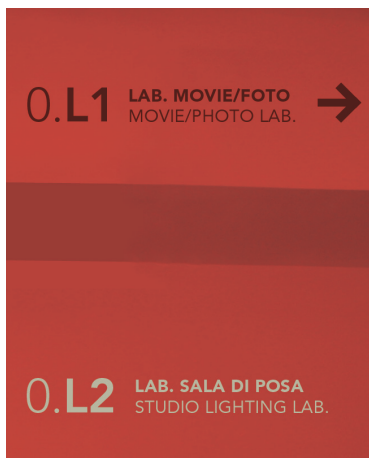 0.L1 LAB. MOVIE/FOTO
MOVIE/PHOTO LAB.
0.L2 LAB. SALA DI POSA
STUDIO LIGHTING LAB.